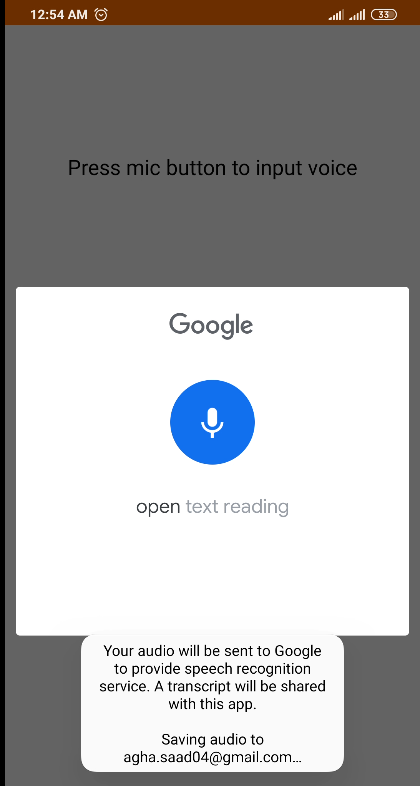 12:54 AM
33
Press mic button to input voice
Google
open text reading
Your audio will be sent to Google
to provide speech recognition
service. A transcript will be shared
with this app.
Saving audio to
agha.saad04@gmail.com...